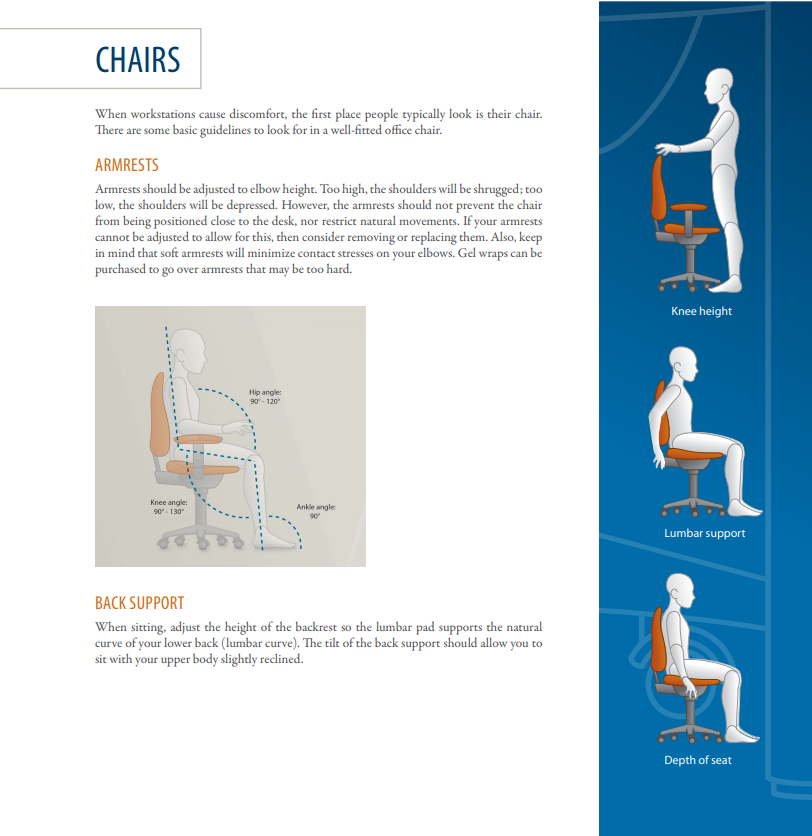 CHAIRS
When workstations cause discomfort, the first place people typically look is their chair.
There are some basic guidelines to look for in a well-fitted office chair.
ARMRESTS
Armrests should be adjusted to elbow height. Too high, the shoulders will be shrugged; too
low, the shoulders will be depressed. However, the armrests should not prevent the chair
from being positioned close to the desk, nor restrict natural movements. If your armrests
cannot be adjusted to allow for this, then consider removing or replacing them. Also, keep
in mind that soft armrests will minimize contact stresses on your elbows. Gel wraps can be
purchased to go over armrests that may be too hard.
Hip angle:
90° - 120°
Knee angle:
90° - 130°
Ankle angle:
90°
BACK SUPPORT
When sitting, adjust the height of the backrest so the lumbar pad supports the natural
curve of your lower back (lumbar curve). The tilt of the back support should allow you to
sit with your upper body slightly reclined.
Knee height
Lumbar support
Depth of seat